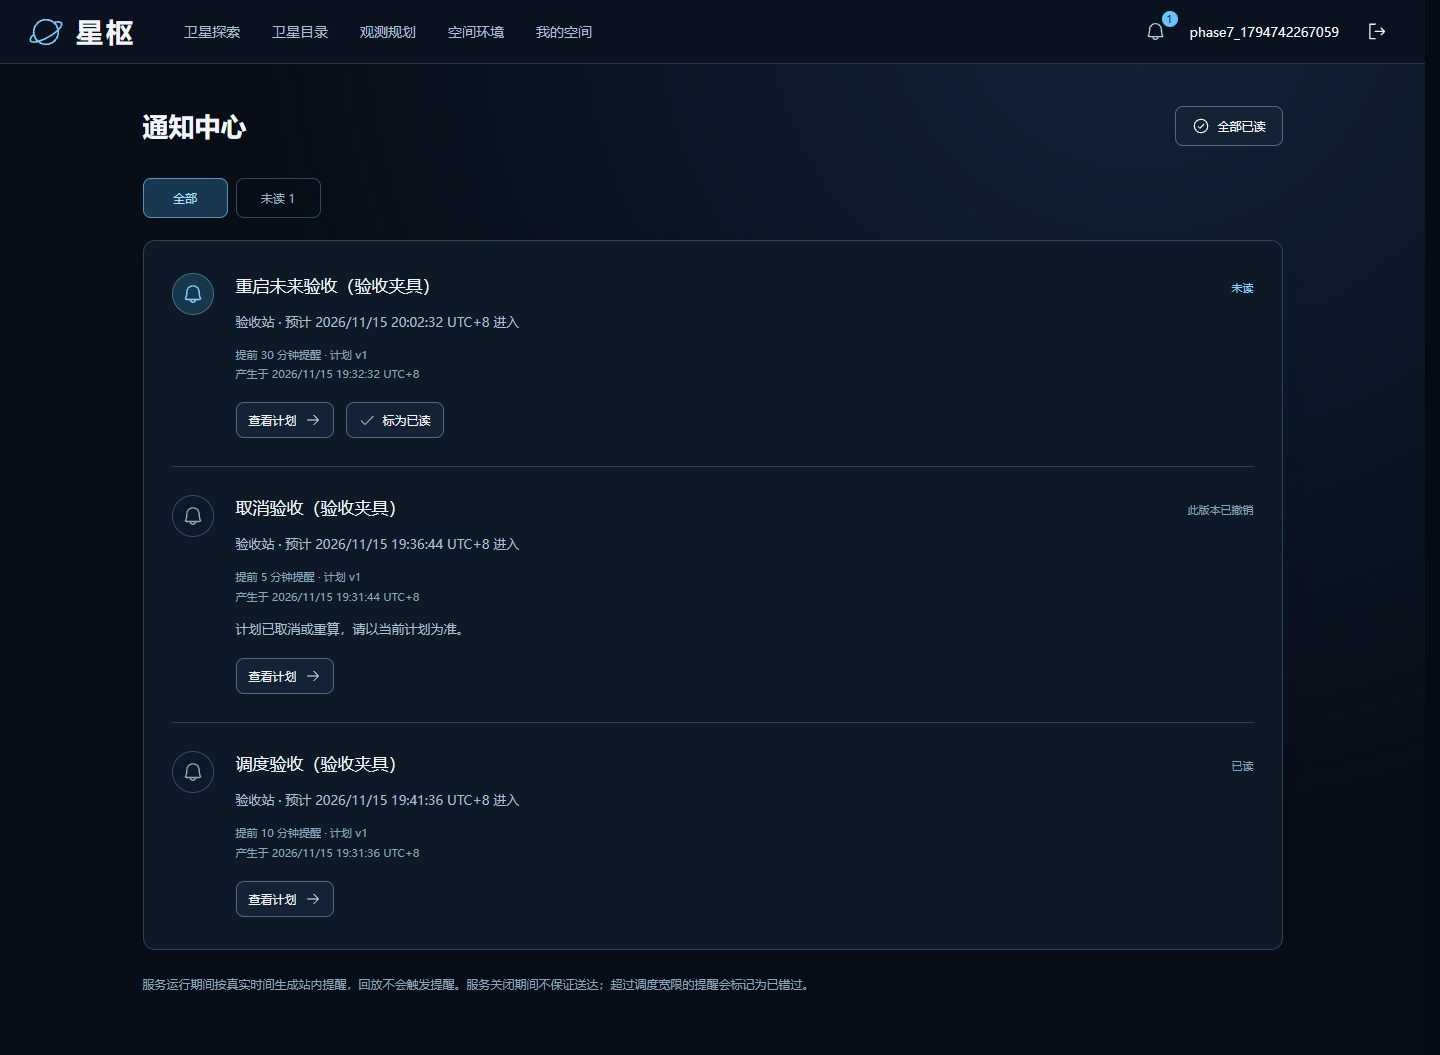 星枢
卫星探索 卫星目录 观测规划 空间环境 我的空间
1
phase7_1794742267059
通知中心
全部已读
全部 未读 1
重启未来验收（验收夹具）
未读
验收站 · 预计 2026/11/15 20:02:32 UTC+8 进入
提前 30 分钟提醒 · 计划 v1
产生于 2026/11/15 19:32:32 UTC+8
查看计划 标为已读
取消验收（验收夹具）
此版本已撤销
验收站 · 预计 2026/11/15 19:36:44 UTC+8 进入
提前 5 分钟提醒 · 计划 v1
产生于 2026/11/15 19:31:44 UTC+8
计划已取消或重算，请以当前计划为准。
查看计划
调度验收（验收夹具）
已读
验收站 · 预计 2026/11/15 19:41:36 UTC+8 进入
提前 10 分钟提醒 · 计划 v1
产生于 2026/11/15 19:31:36 UTC+8
查看计划
服务运行期间按真实时间生成站内提醒，回放不会触发提醒。服务关闭期间不保证送达；超过调度宽限的提醒会标记为已错过。